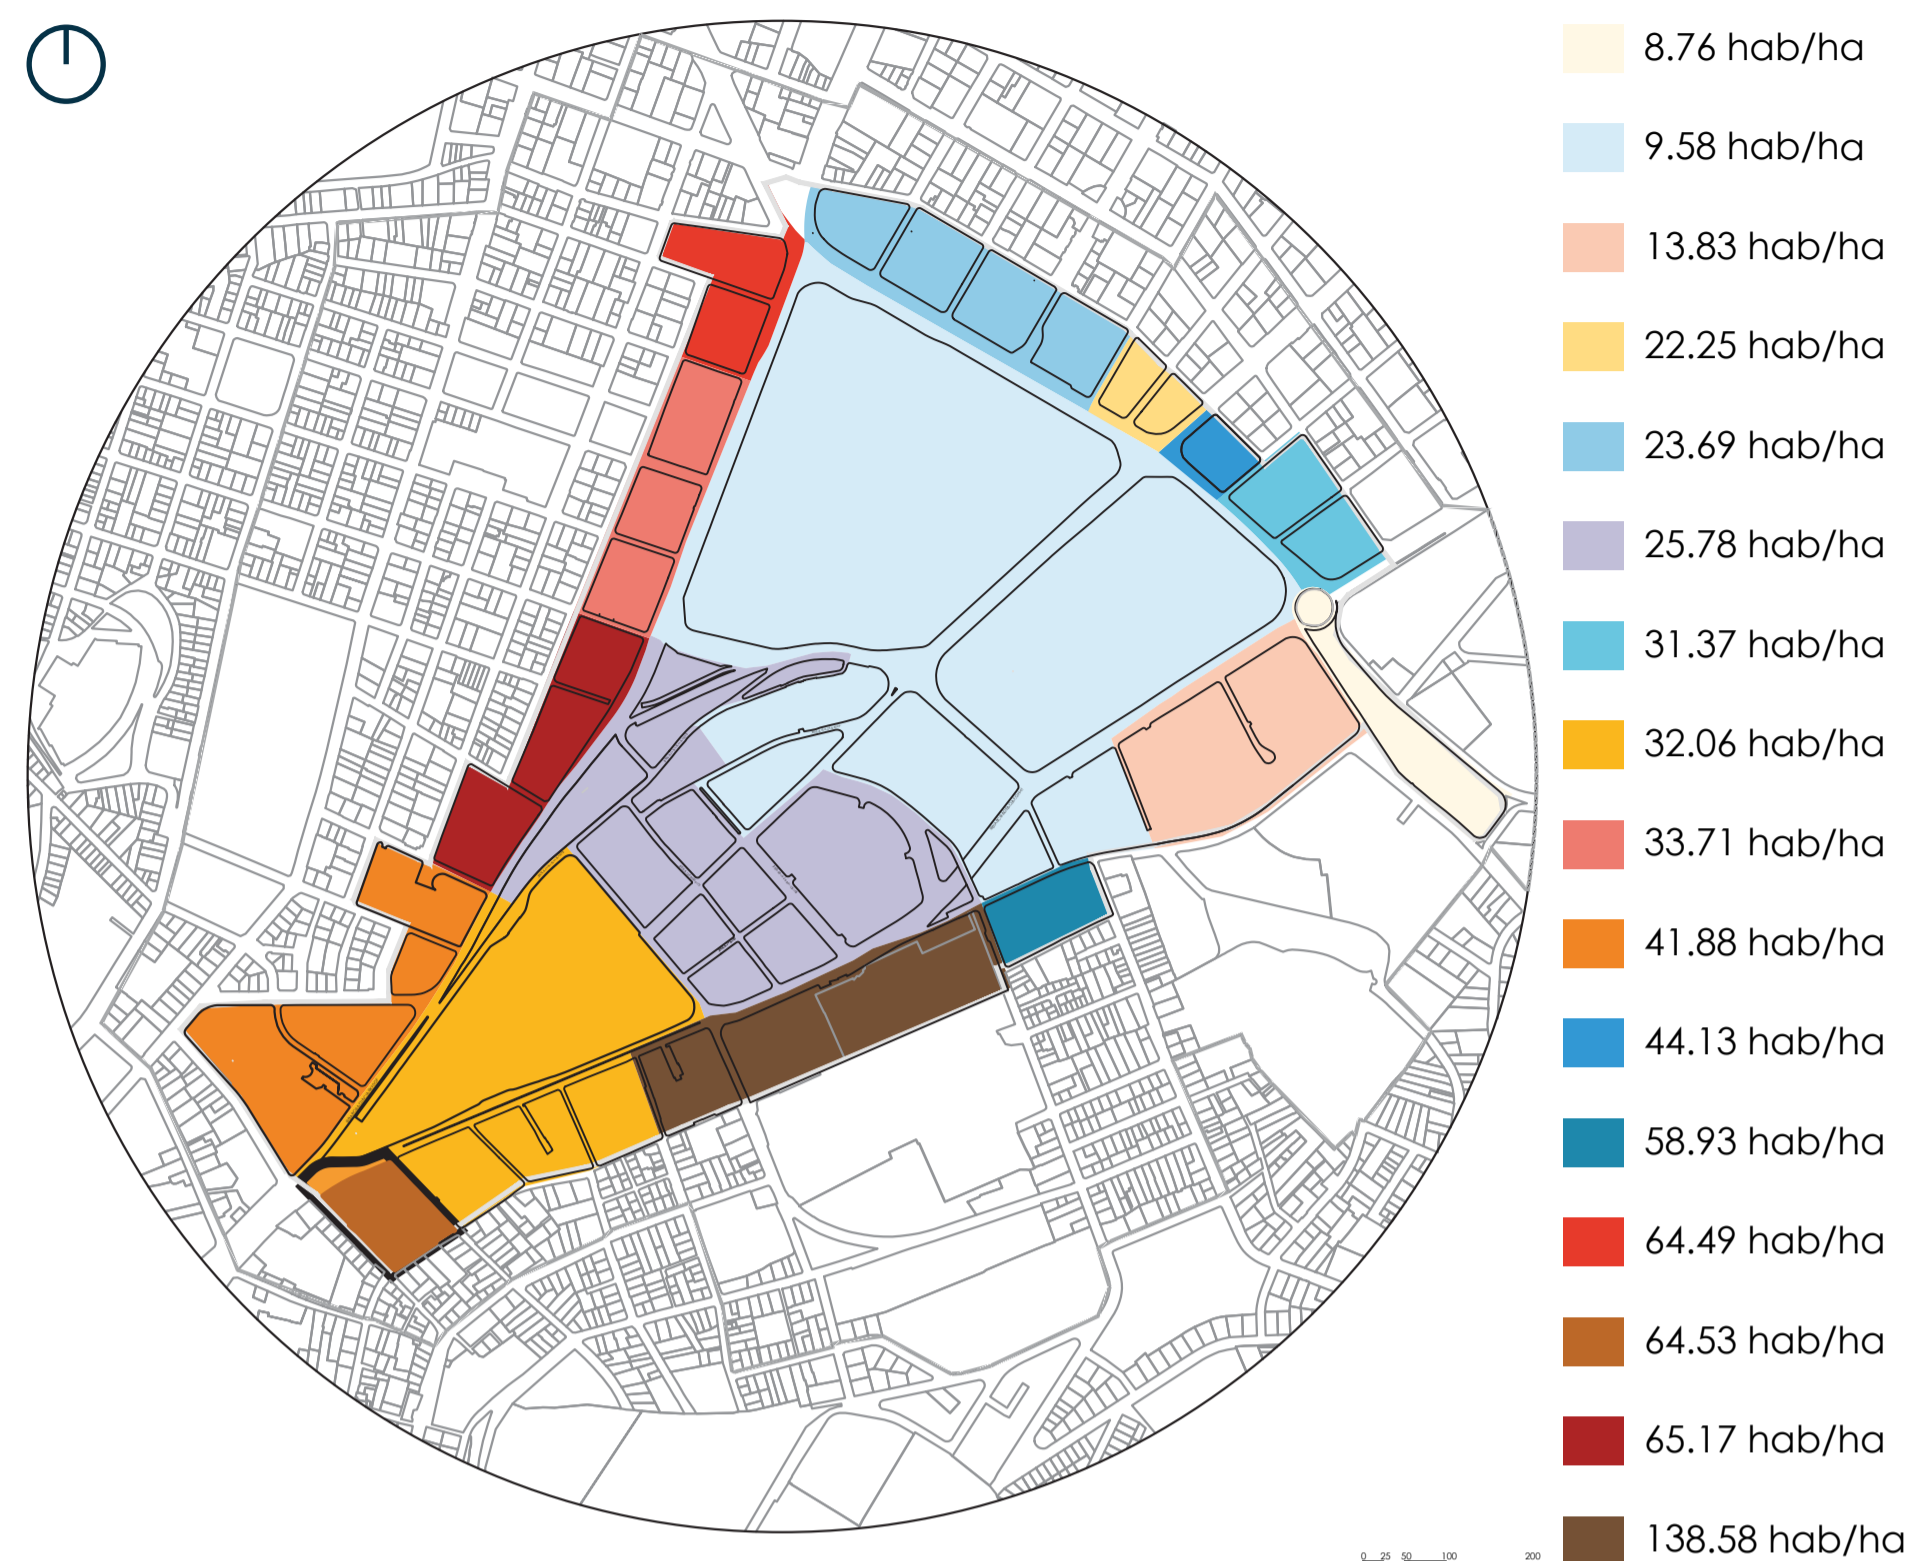 8.76 hab/ha
9.58 hab/ha
13.83 hab/ha
22.25 hab/ha
23.69 hab/ha
25.78 hab/ha
31.37 hab/ha
32.06 hab/ha
33.71 hab/ha
41.88 hab/ha
44.13 hab/ha
58.93 hab/ha
64.49 hab/ha
64.53 hab/ha
65.17 hab/ha
138.58 hab/ha
0 25 50 100 200